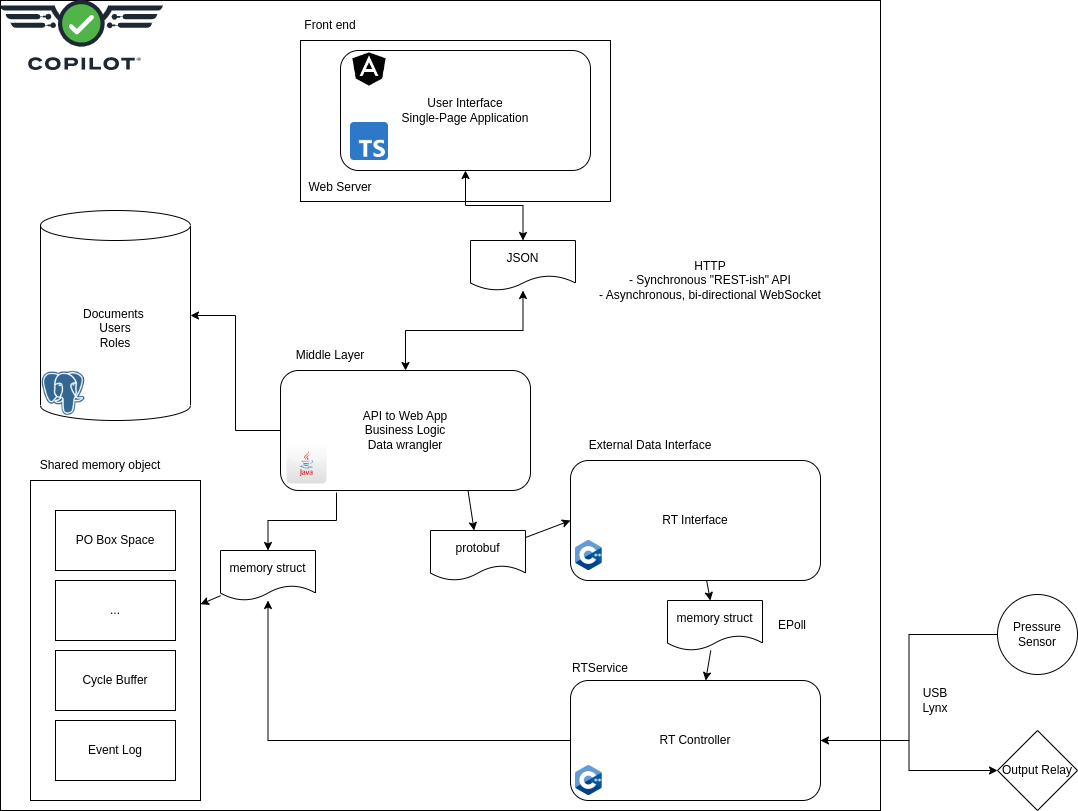 COPILOT®
Front end
A
User Interface
Single-Page Application
TS
Web Server
JSON
HTTP
- Synchronous "REST-ish" API
- Asynchronous, bi-directional WebSocket
Documents
Users
Roles
Middle Layer
API to Web App
Business Logic
Data wrangler
Java
External Data Interface
RT Interface
C++
Shared memory object
PO Box Space
...
Cycle Buffer
Event Log
memory struct
protobuf
memory struct
EPoll
RTService
RT Controller
C++
Pressure
Sensor
USB
Lynx
Output Relay